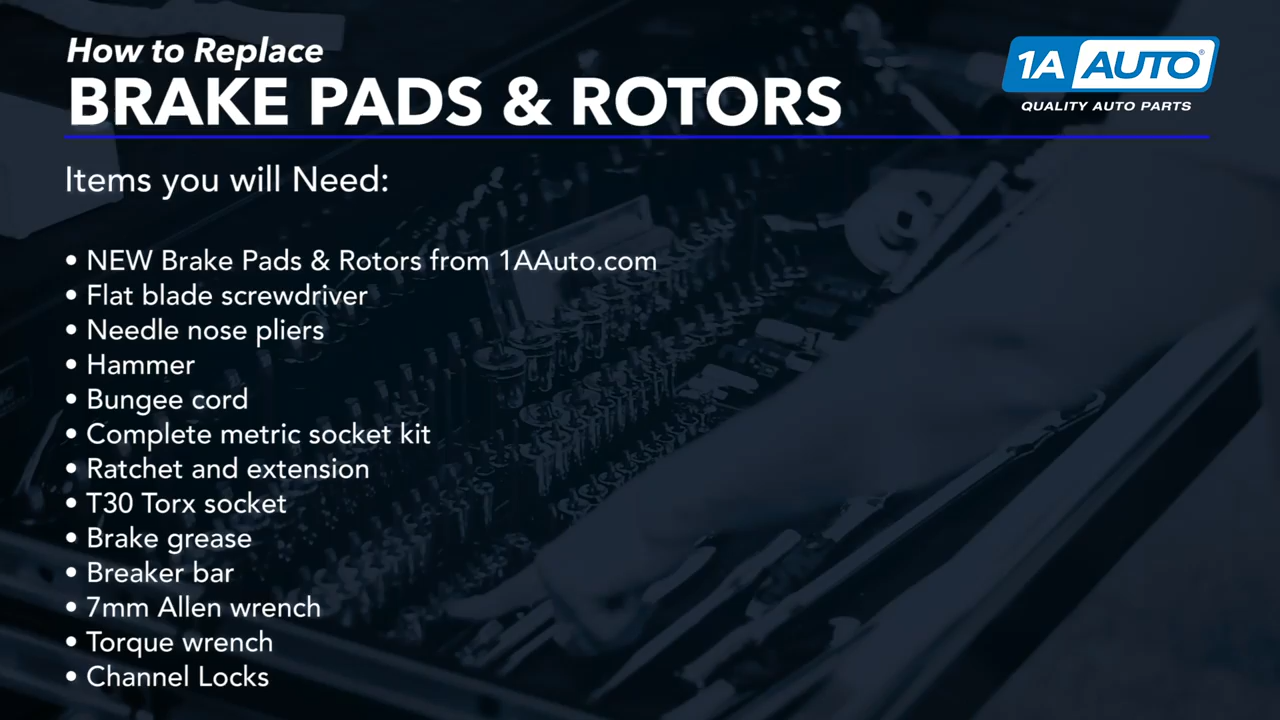 How to Replace
BRAKE PADS & ROTORS
1A AUTO®
QUALITY AUTO PARTS
Items you will Need:
• NEW Brake Pads & Rotors from 1AAuto.com
• Flat blade screwdriver
• Needle nose pliers
• Hammer
• Bungee cord
• Complete metric socket kit
• Ratchet and extension
• T30 Torx socket
• Brake grease
• Breaker bar
• 7mm Allen wrench
• Torque wrench
• Channel Locks